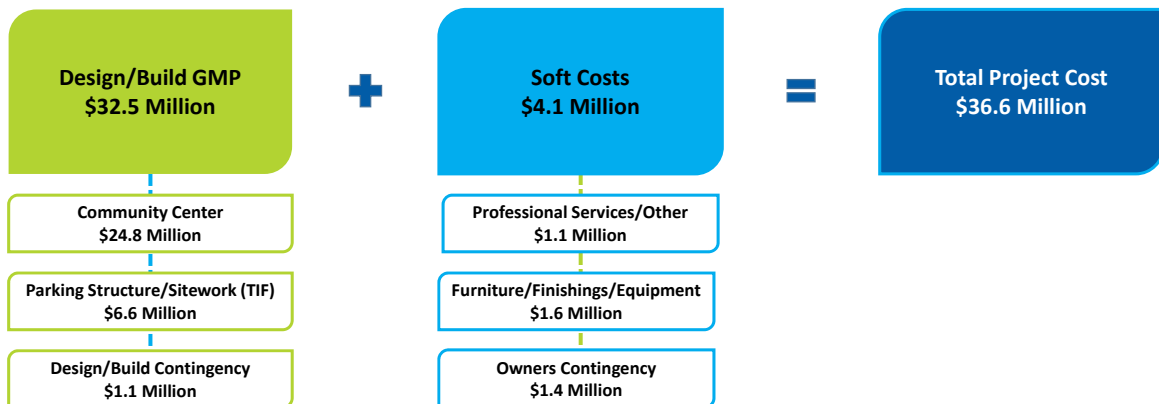 Design/Build GMP
$32.5 Million
Soft Costs
$4.1 Million
Total Project Cost
$36.6 Million
Community Center
$24.8 Million
Professional Services/Other
$1.1 Million
Parking Structure/Sitework (TIF)
$6.6 Million
Furniture/Finishings/Equipment
$1.6 Million
Design/Build Contingency
$1.1 Million
Owners Contingency
$1.4 Million